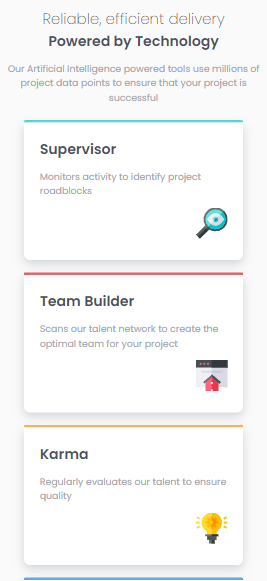 Reliable, efficient delivery
Powered by Technology
Our Artificial Intelligence powered tools use millions of
project data points to ensure that your project is
successful
Supervisor
Monitors activity to identify project
roadblocks
Team Builder
Scans our talent network to create the
optimal team for your project
Karma
Regularly evaluates our talent to ensure
quality